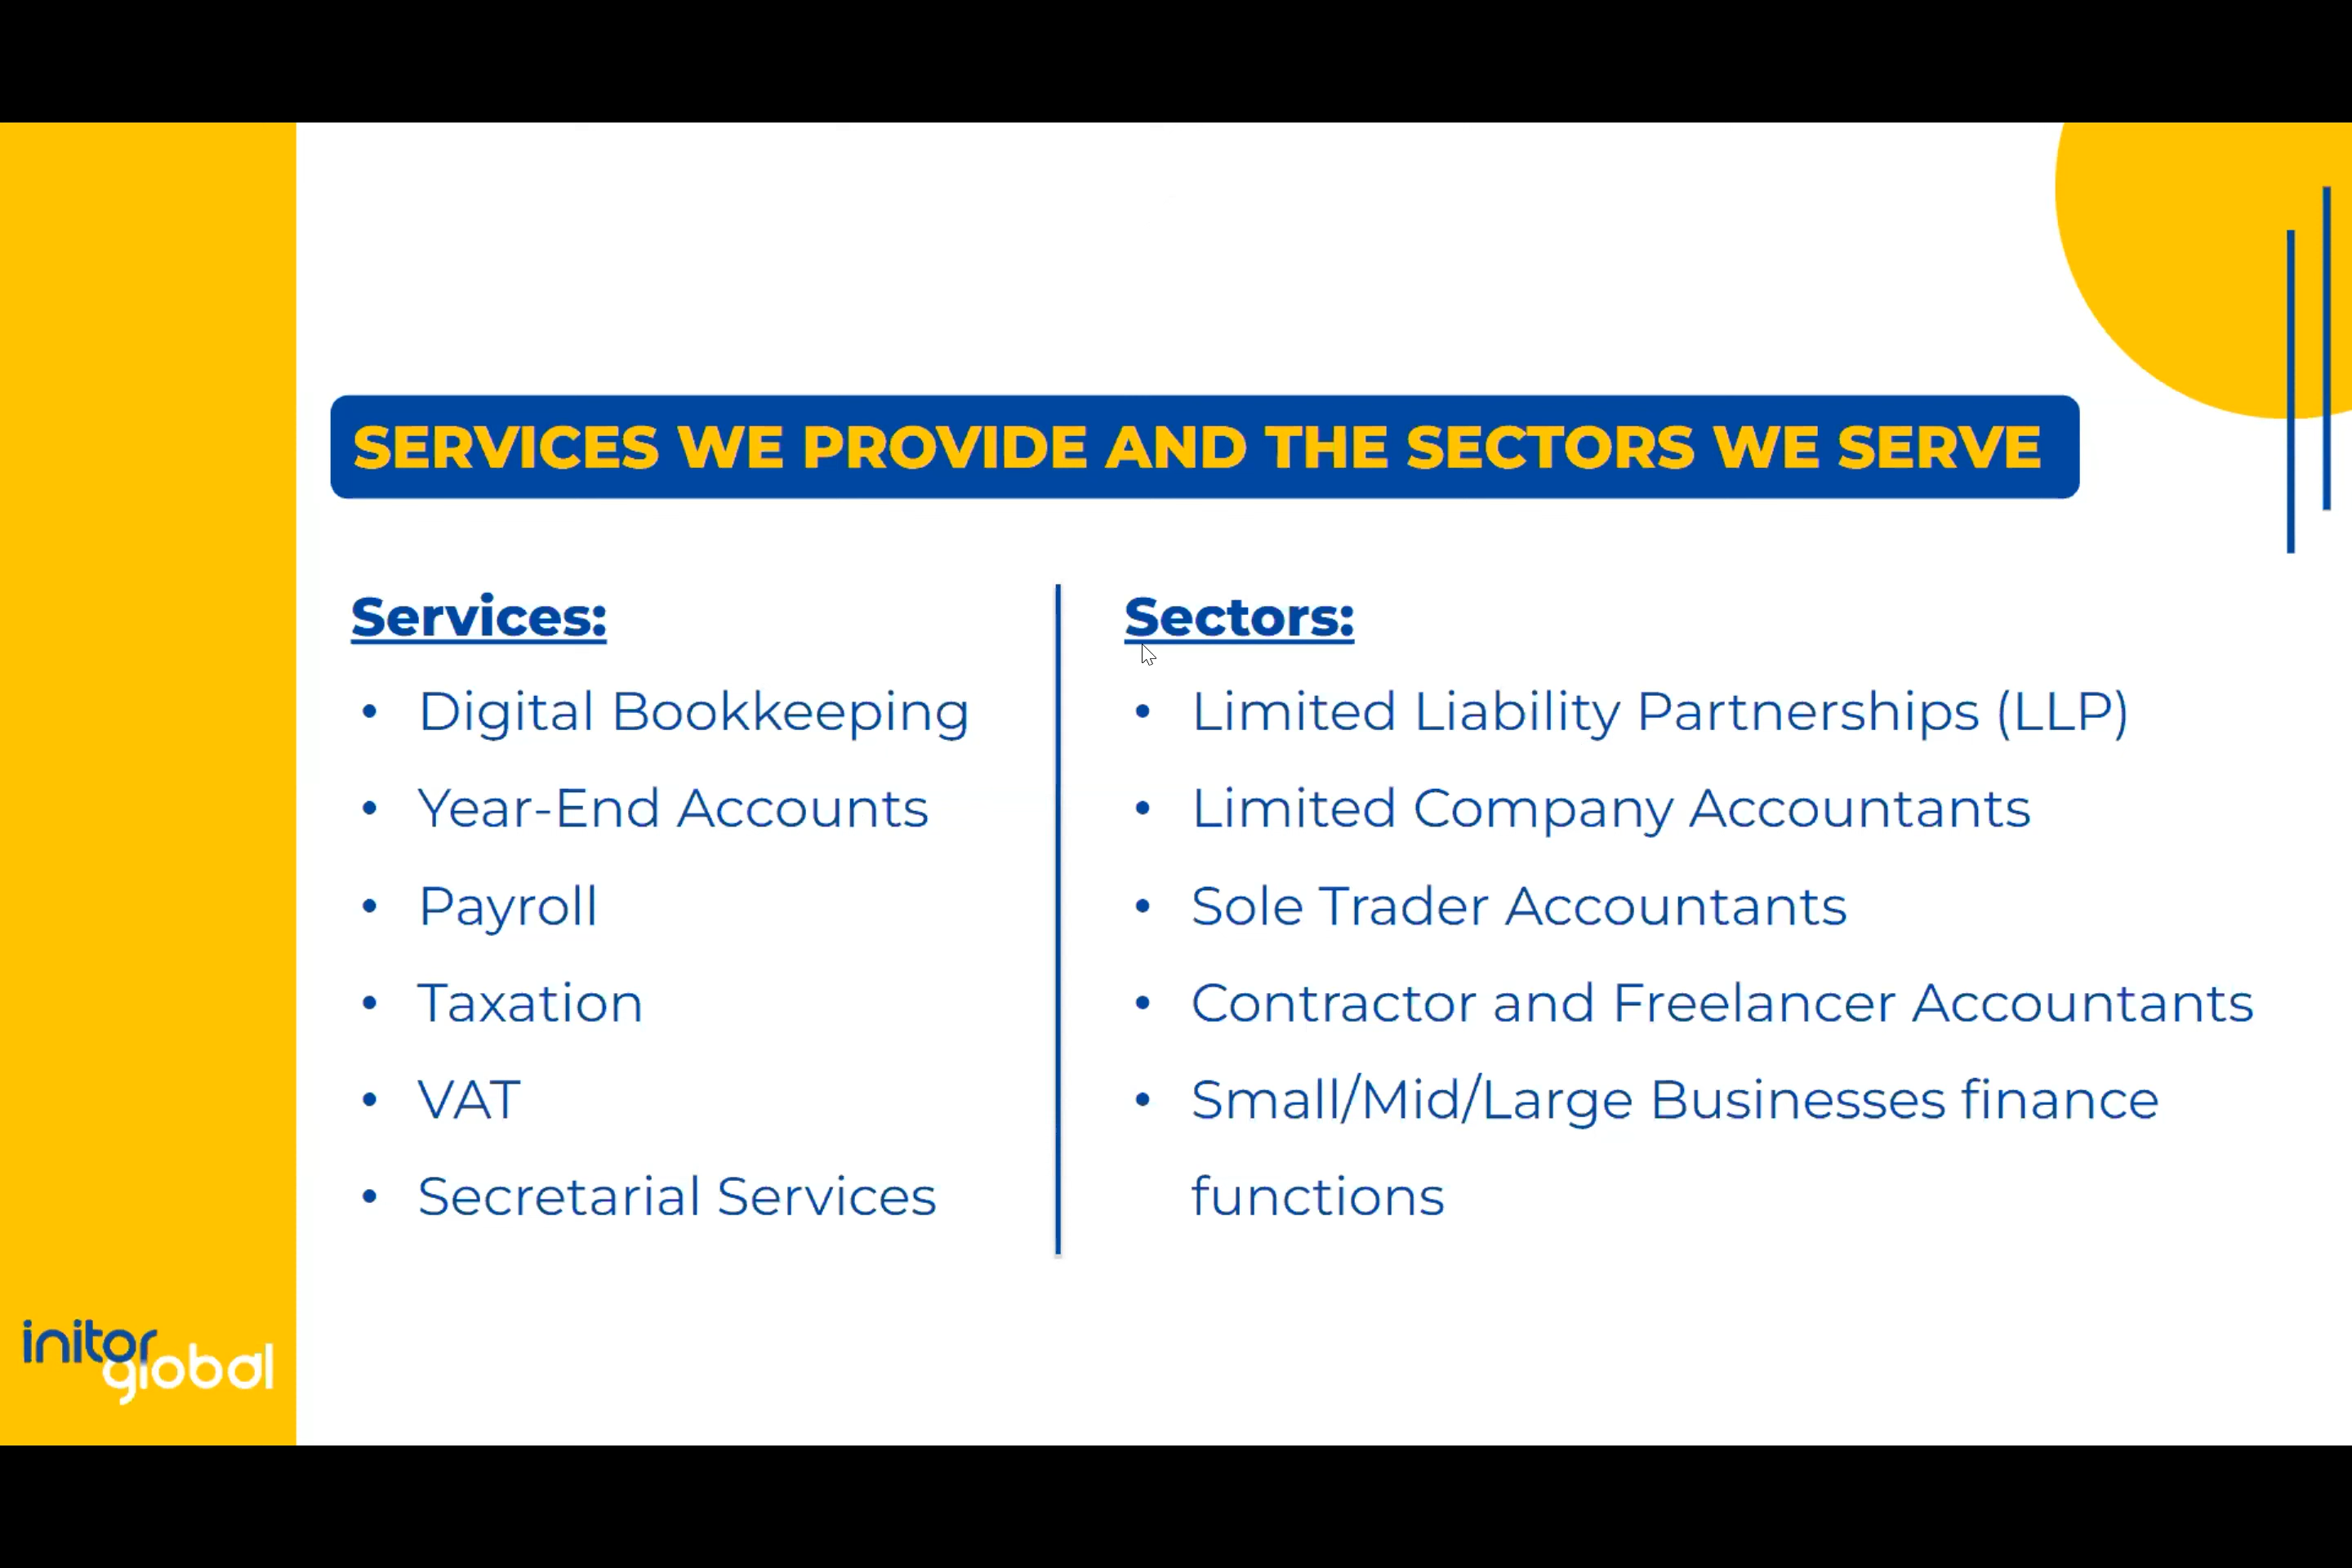 SERVICES WE PROVIDE AND THE SECTORS WE SERVE
Services:
• Digital Bookkeeping
• Year-End Accounts
• Payroll
• Taxation
• VAT
• Secretarial Services
Sectors:
• Limited Liability Partnerships (LLP)
• Limited Company Accountants
• Sole Trader Accountants
• Contractor and Freelancer Accountants
• Small/Mid/Large Businesses finance
functions
initor
global